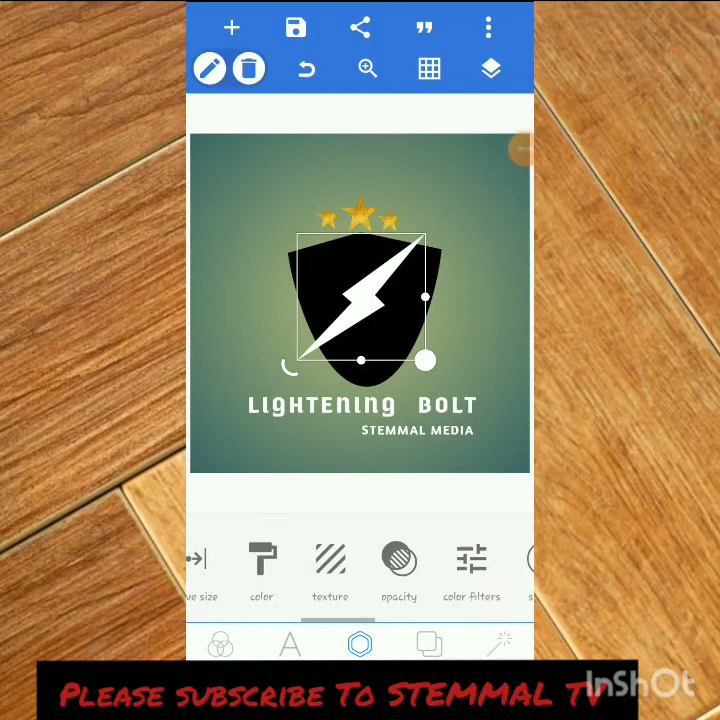 LIGHTENING BOLT
STEMMAL MEDIA
ve size
color
texture
opacity
color filters
PLEASE SUBSCRIBE TO STEMMAL TV
InShOt